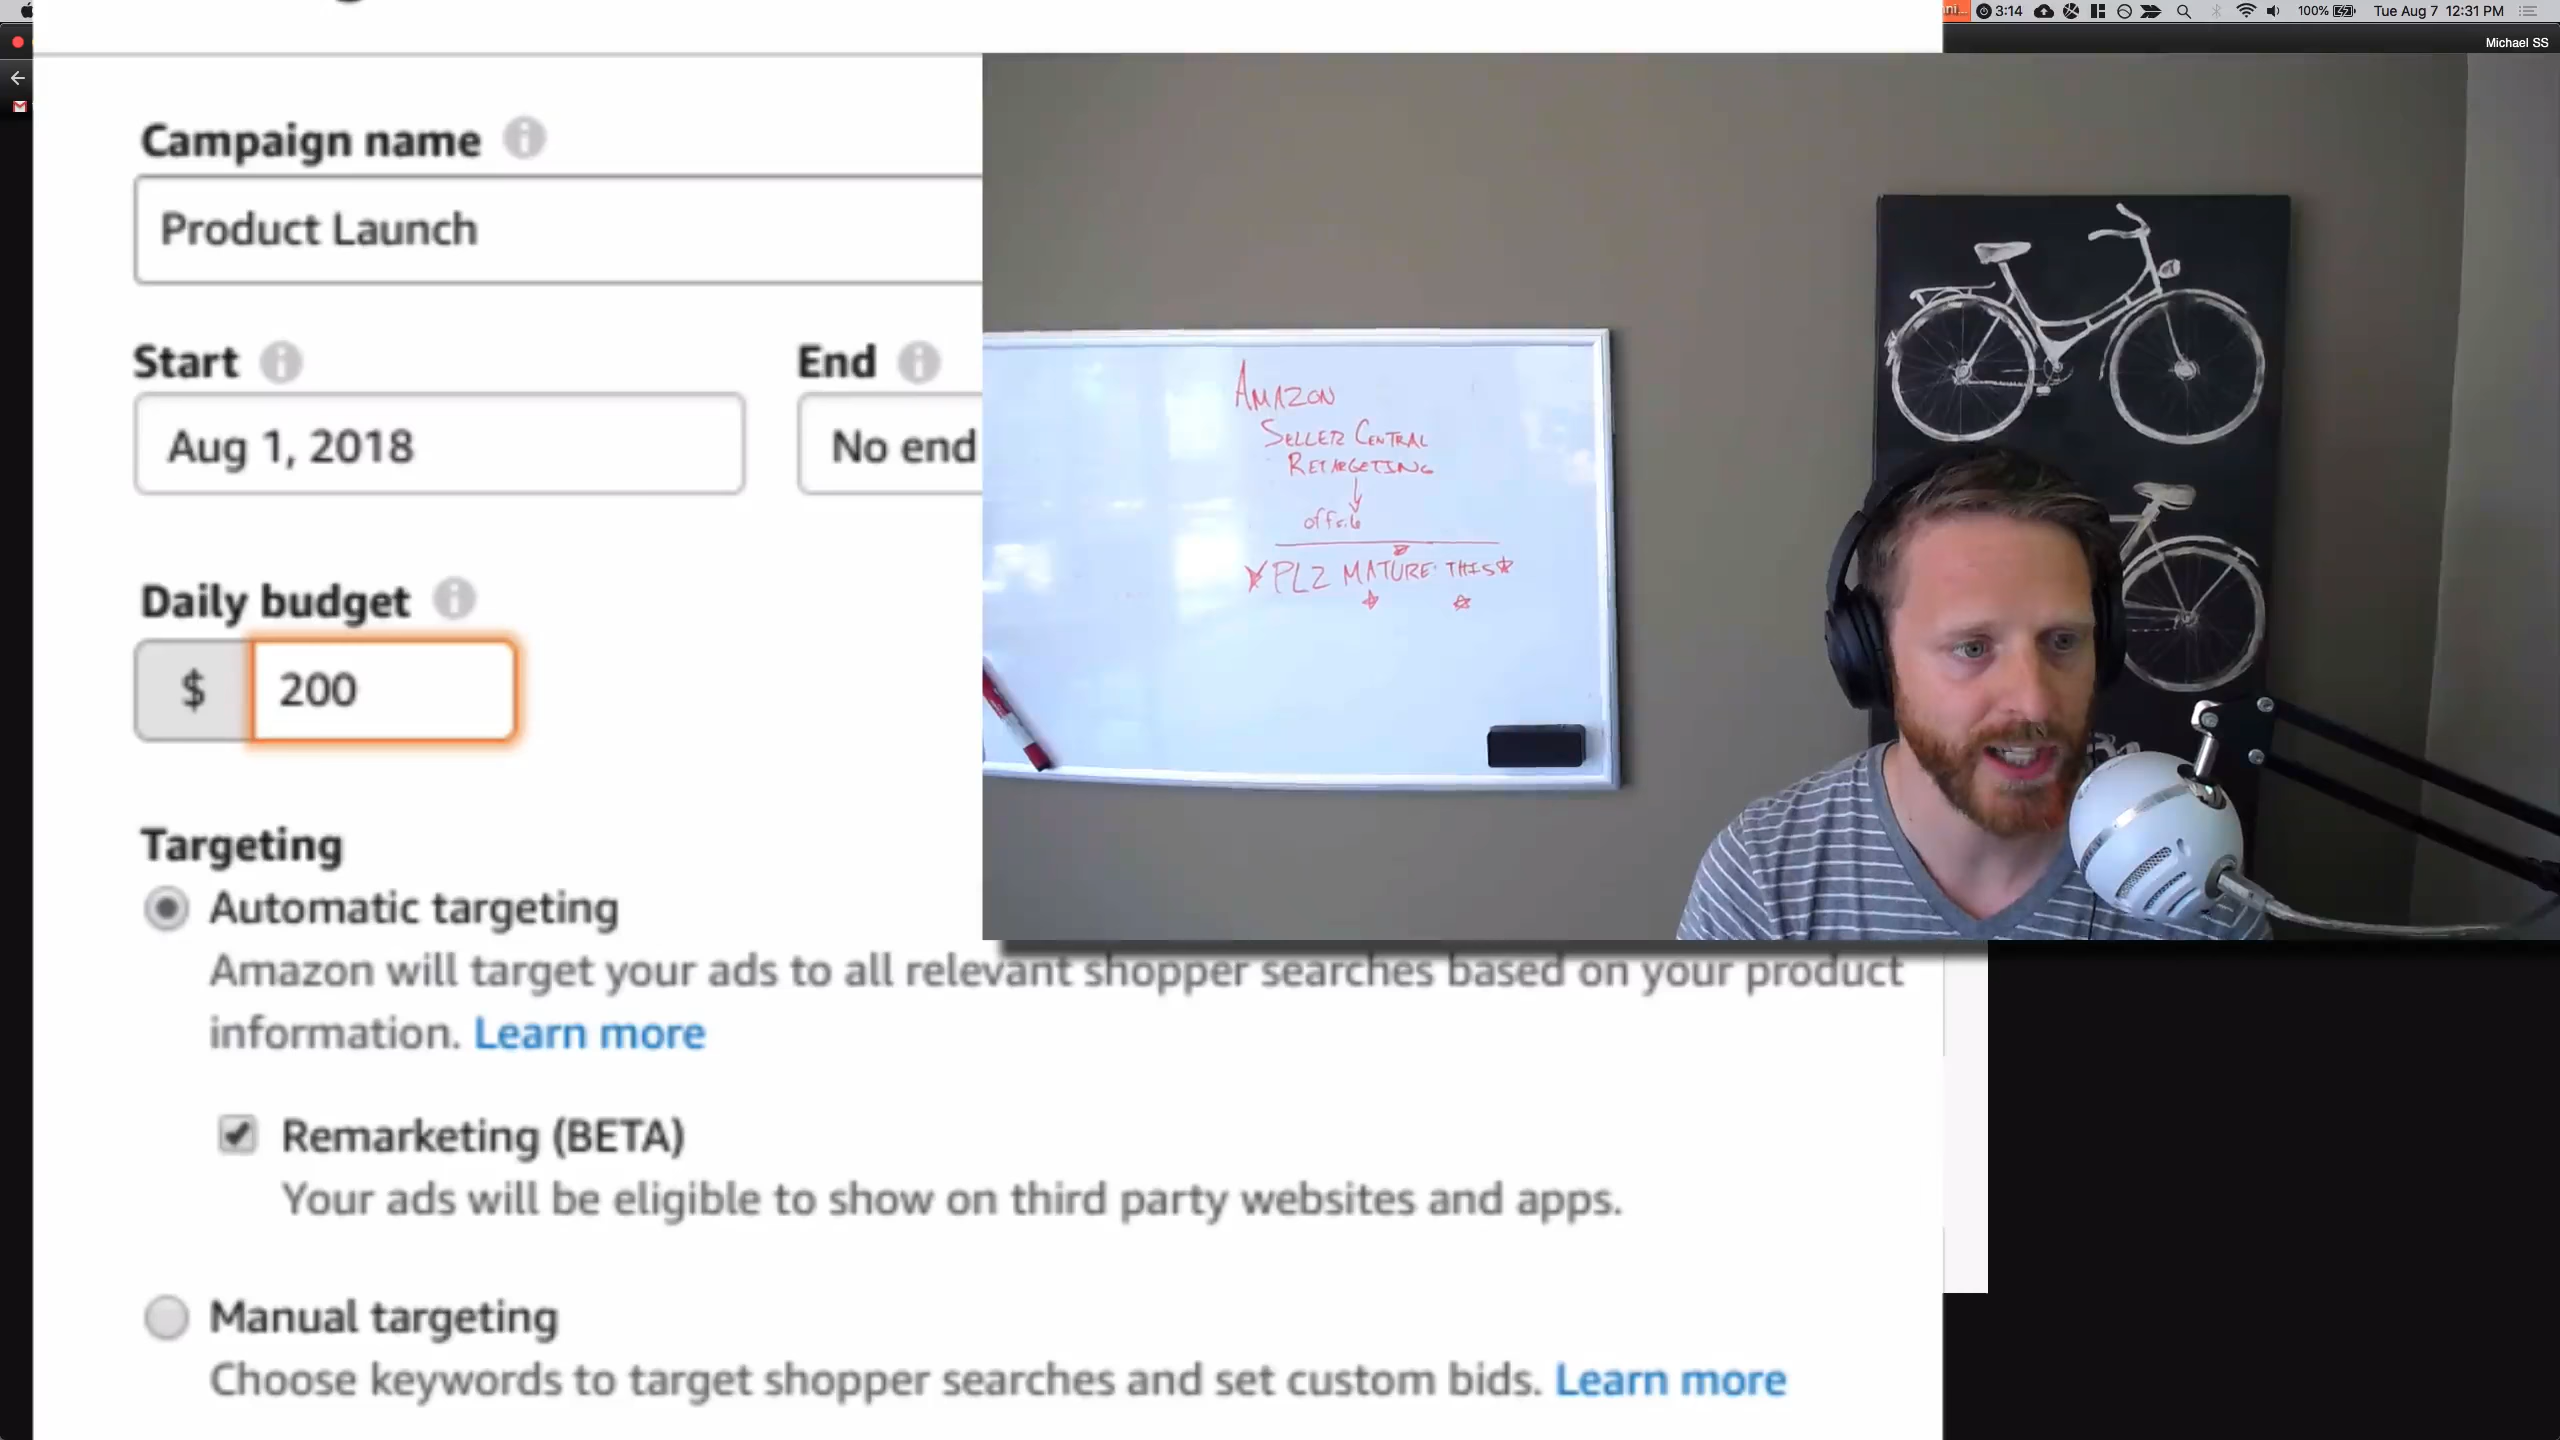 3:14
100%
Tue Aug 7 12:31 PM
Michael SS
Campaign name
Product Launch
Start
End
Aug 1, 2018
No end
Daily budget
$
200
Targeting
Automatic targeting
Amazon will target your ads to all relevant shopper searches based on your product
information. Learn more
Remarketing (BETA)
Your ads will be eligible to show on third party websites and apps.
Manual targeting
Choose keywords to target shopper searches and set custom bids. Learn more
AMAZON
SELLER CENTRAL
RETARGETING
PLZ MATURE THIS